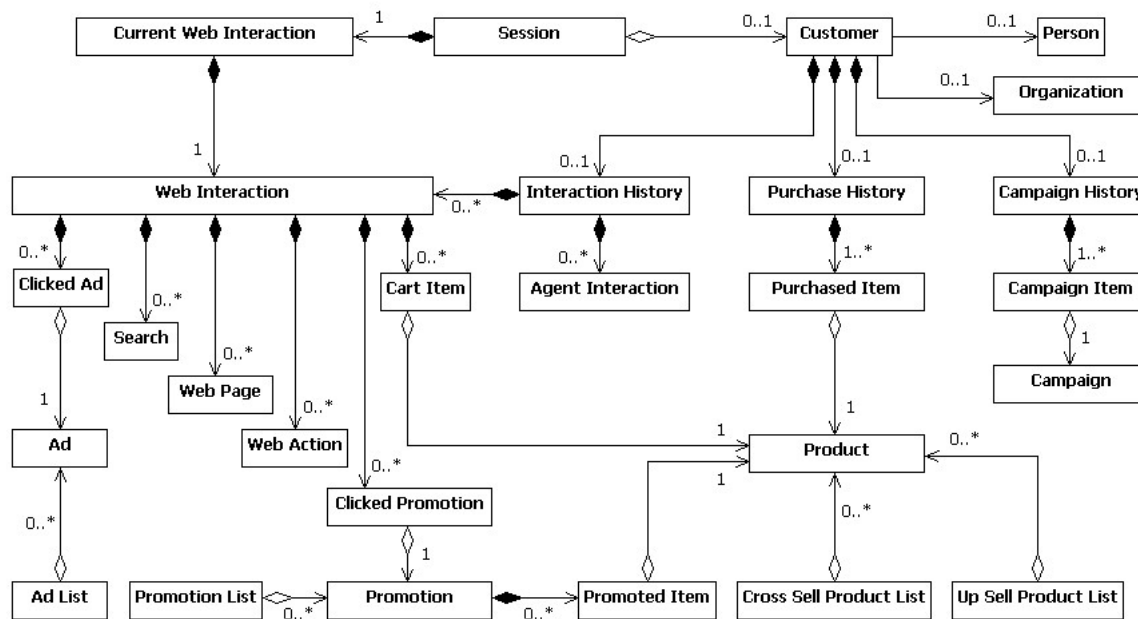 1
0..1
0..1
Current Web Interaction
Session
Customer
Person
0..1
Organization
1
0..1
0..1
0..1
Web Interaction
Interaction History
Purchase History
Campaign History
0..*
0..*
0..*
0..*
1..*
1..*
Clicked Ad
Cart Item
Agent Interaction
Purchased Item
Campaign Item
0..*
Search
1
0..*
Web Page
Campaign
1
1
1
0..*
Ad
Web Action
Product
0..*
1
Clicked Promotion
0..*
0..*
1
Ad List
Promotion List
0..*
Promotion
0..*
Promoted Item
Cross Sell Product List
Up Sell Product List